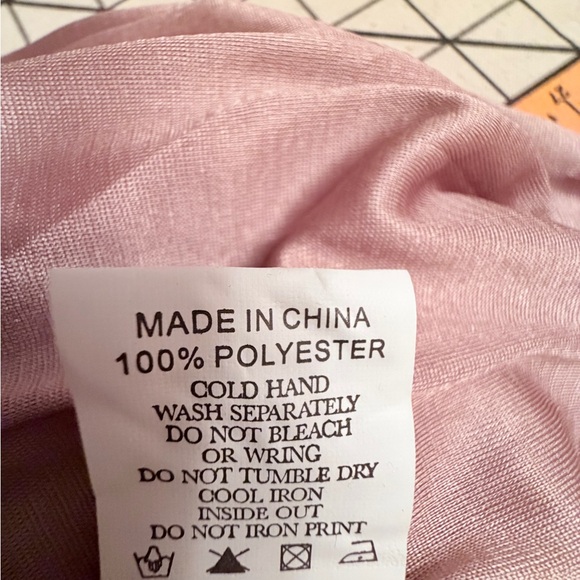 MADE IN CHINA
100% POLYESTER
COLD HAND
WASH SEPARATELY
DO NOT BLEACH
OR WRING
DO NOT TUMBLE DRY
COOL IRON
INSIDE OUT
DO NOT IRON PRINT